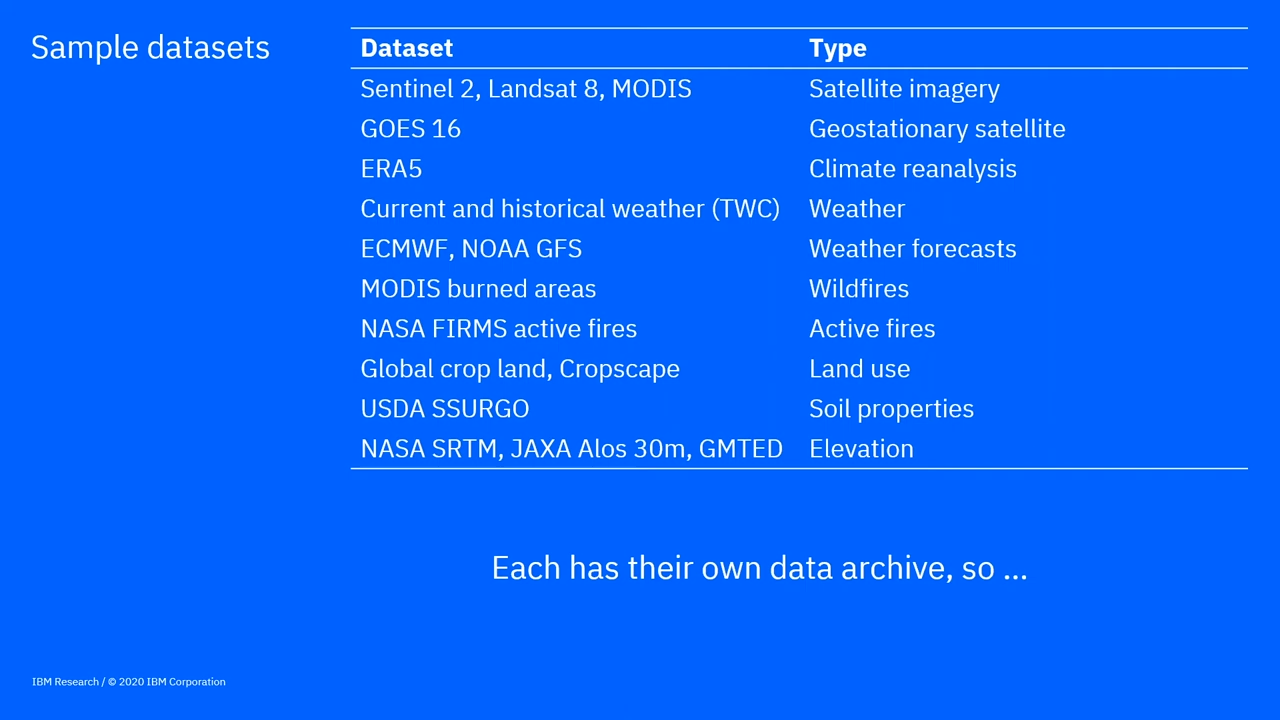 Sample datasets
Dataset Type
Sentinel 2, Landsat 8, MODIS Satellite imagery
GOES 16 Geostationary satellite
ERA5 Climate reanalysis
Current and historical weather (TWC) Weather
ECMWF, NOAA GFS Weather forecasts
MODIS burned areas Wildfires
NASA FIRMS active fires Active fires
Global crop land, Cropscape Land use
USDA SSURGO Soil properties
NASA SRTM, JAXA Alos 30m, GMTED Elevation
Each has their own data archive, so ...
IBM Research / © 2020 IBM Corporation